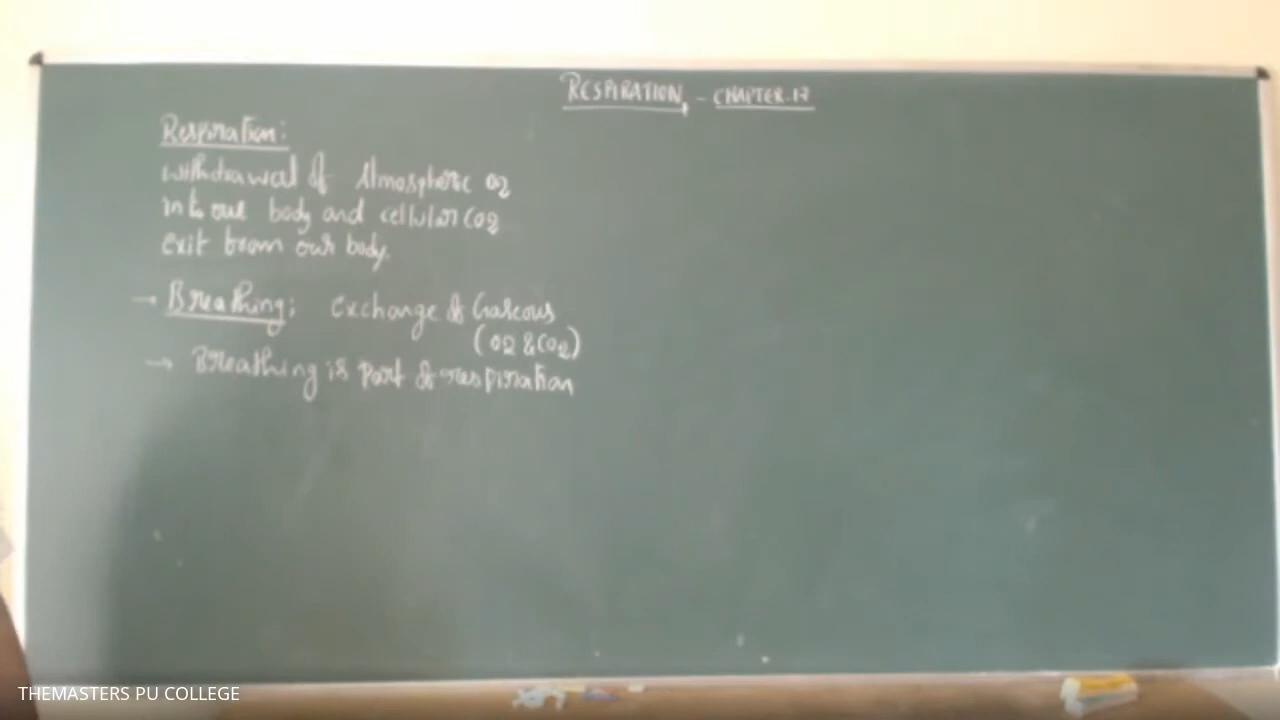 RESPIRATION, - CHAPTER-17
Respiration:
Withdrawal of Atmospheric O2
into our body and cellular CO2
exit from our body.
→ Breathing: Exchange of Gaseous
(O2 & CO2)
→ Breathing is part of respiration
THEMASTERS PU COLLEGE